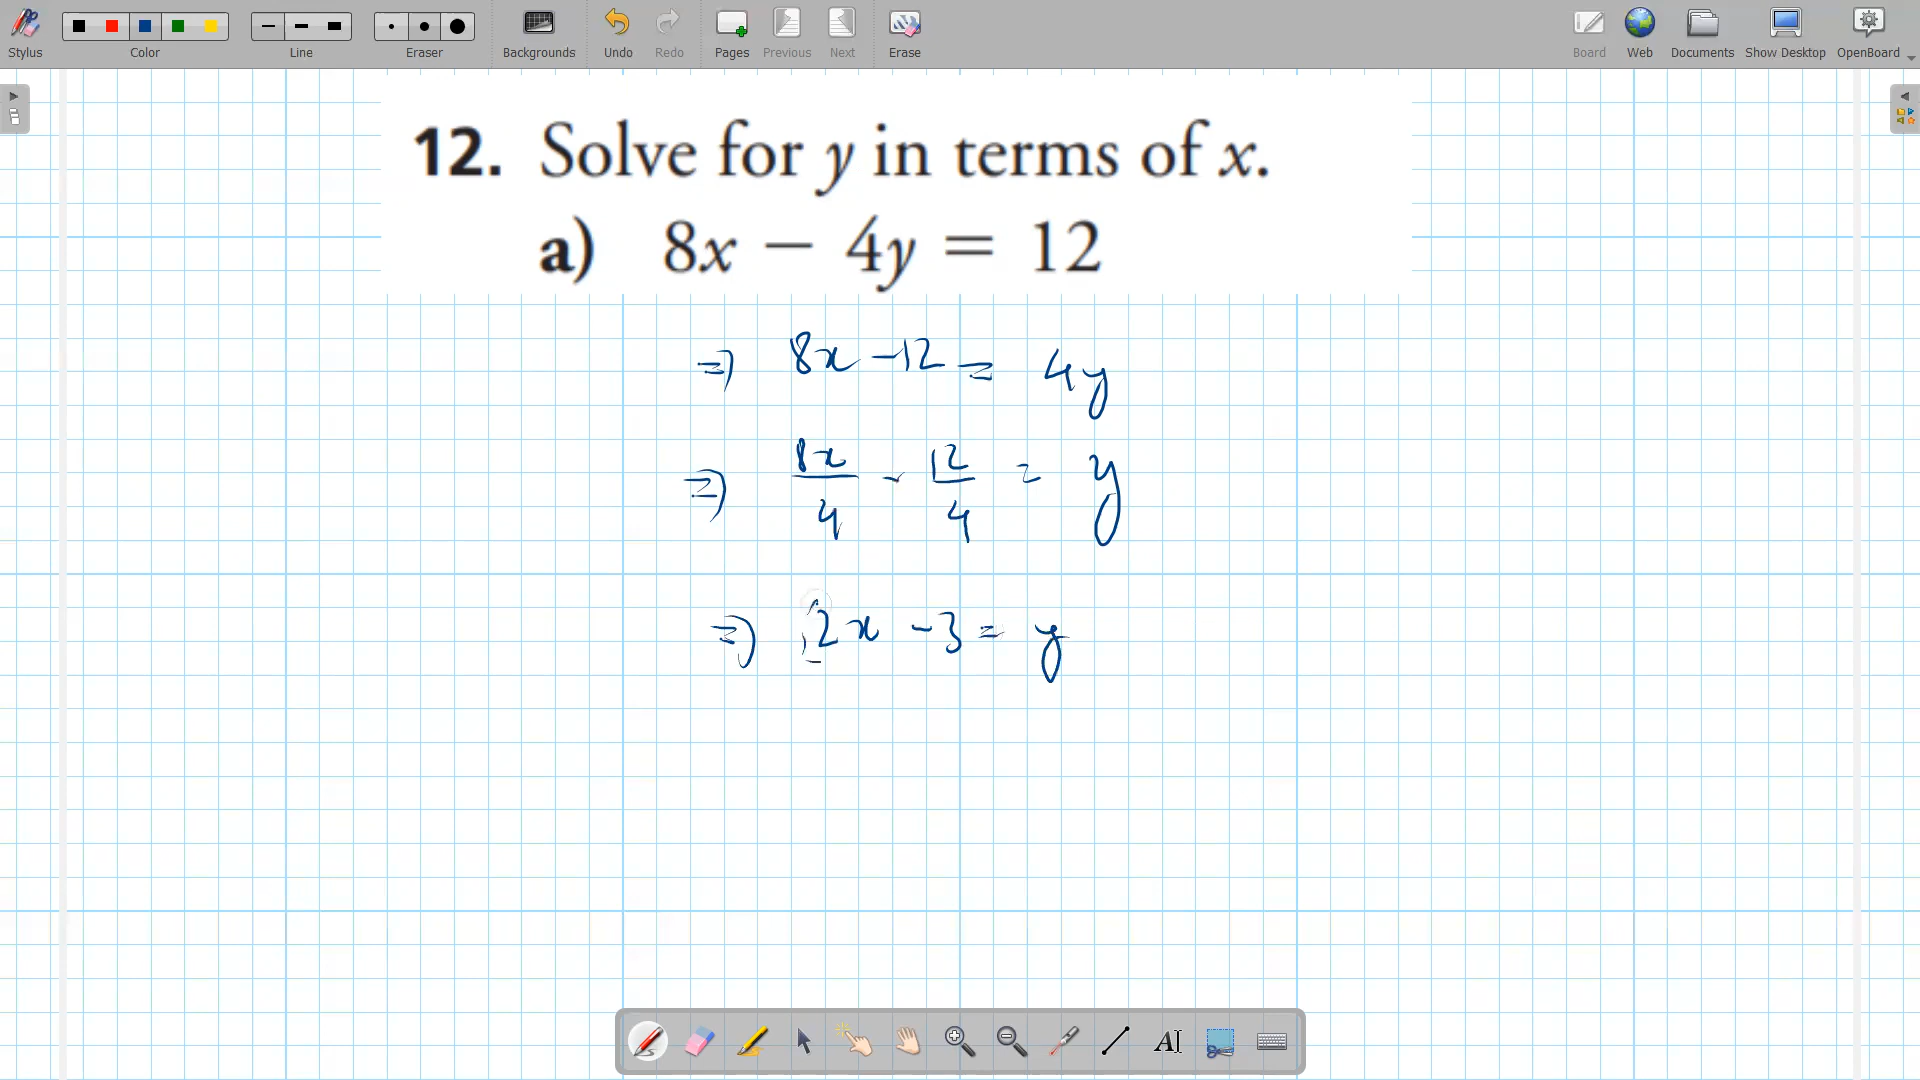 Stylus Color Line Eraser Backgrounds Undo Redo Pages Previous Next Erase Board Web Documents Show Desktop OpenBoard
12. Solve for y in terms of x.
a) 8x − 4y = 12
=> 8x - 12 = 4y
=> 8x/4 - 12/4 = y
=> 2x - 3 = y